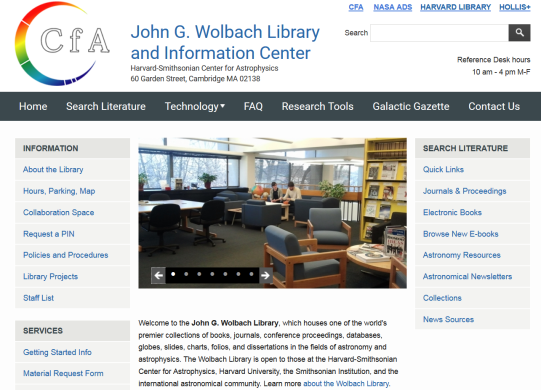 CFA NASA ADS HARVARD LIBRARY HOLLIS+
CfA
John G. Wolbach Library
and Information Center
Harvard-Smithsonian Center for Astrophysics
60 Garden Street, Cambridge MA 02138
Search
Reference Desk hours
10 am - 4 pm M-F
Home Search Literature Technology▾ FAQ Research Tools Galactic Gazette Contact Us
INFORMATION
About the Library
Hours, Parking, Map
Collaboration Space
Request a PIN
Policies and Procedures
Library Projects
Staff List
SERVICES
Getting Started Info
Material Request Form
Welcome to the John G. Wolbach Library, which houses one of the world's
premier collections of books, journals, conference proceedings, databases,
globes, slides, charts, folios, and dissertations in the fields of astronomy and
astrophysics. The Wolbach Library is open to those at the Harvard-Smithsonian
Center for Astrophysics, Harvard University, the Smithsonian Institution, and the
international astronomical community. Learn more about the Wolbach Library.
SEARCH LITERATURE
Quick Links
Journals & Proceedings
Electronic Books
Browse New E-books
Astronomy Resources
Astronomical Newsletters
Collections
News Sources